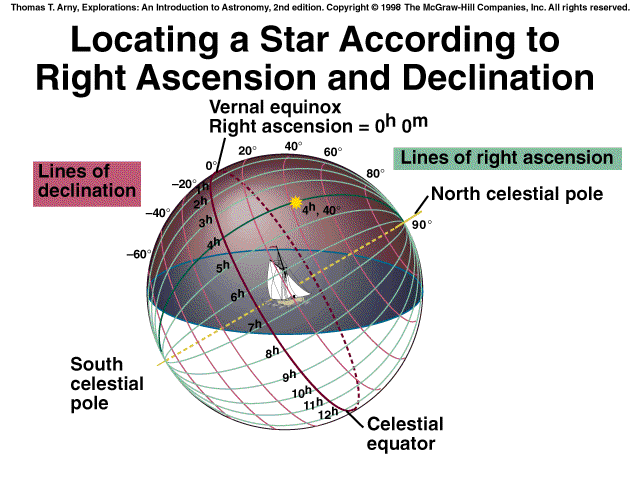 Thomas T. Arny, Explorations: An Introduction to Astronomy, 2nd edition. Copyright © 1998 The McGraw-Hill Companies, Inc. All rights reserved.
Locating a Star According to
Right Ascension and Declination
Vernal equinox
Right ascension = 0h 0m
Lines of
declination
Lines of right ascension
North celestial pole
–60°
–40°
–20°
0°
20°
40°
60°
80°
90°
4h, 40°
1h
2h
3h
4h
5h
6h
7h
8h
9h
10h
11h
12h
South
celestial
pole
Celestial
equator